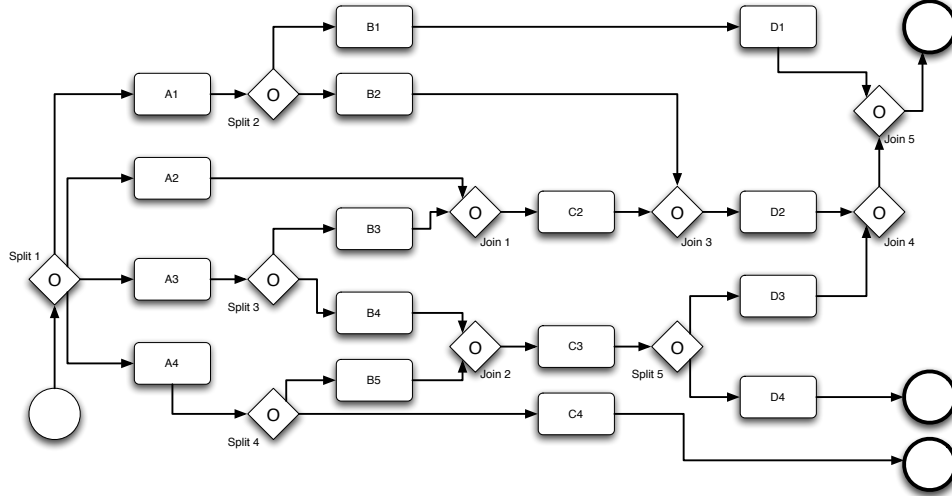 B1
D1
A1
O
B2
Split 2
O
Join 5
A2
B3
O
C2
O
D2
O
Join 1
Join 3
Join 4
Split 1
O
A3
O
Split 3
D3
B4
A4
O
C3
O
Join 2
Split 5
B5
D4
O
C4
Split 4